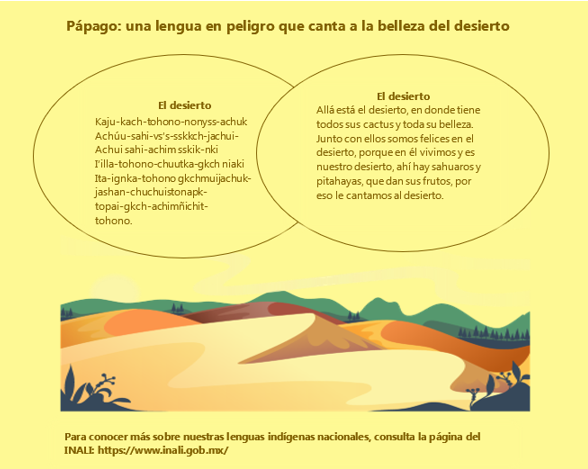 Pápago: una lengua en peligro que canta a la belleza del desierto
El desierto
Kaju-kach-tohono-nonyss-achuk
Achúu-sahi-vs's-sskkch-jachui-
Achui sahi-achim sskik-nki
I'illa-tohono-chuutka-gkch niaki
Ita-ignka-tohono gkchmuijachuk-
jashan-chuchuistonapk-
topai-gkch-achimñichit-
tohono.
El desierto
Allá está el desierto, en donde tiene
todos sus cactus y toda su belleza.
Junto con ellos somos felices en el
desierto, porque en él vivimos y es
nuestro desierto, ahí hay sahuaros y
pitahayas, que dan sus frutos, por
eso le cantamos al desierto.
Para conocer más sobre nuestras lenguas indígenas nacionales, consulta la página del
INALI: https://www.inali.gob.mx/